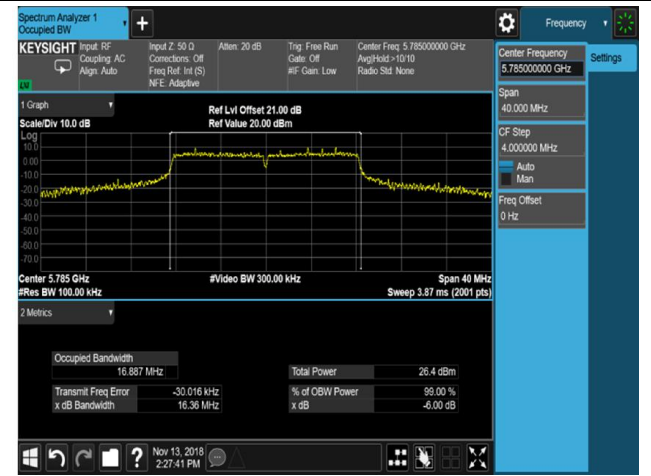 Spectrum Analyzer 1
Occupied BW
Frequency
KEYSIGHT
Input: RF
Coupling: AC
Align: Auto
Input Z: 50 Ω
Corrections: Off
Freq Ref: Int (S)
NFE: Adaptive
Atten: 20 dB
Trig: Free Run
Gate: Off
#IF Gain: Low
Center Freq: 5.785000000 GHz
Avg|Hold:>10/10
Radio Std: None
Center Frequency
5.785000000 GHz
Settings
Span
40.000 MHz
CF Step
4.000000 MHz
Auto
Man
Freq Offset
0 Hz
1 Graph
Scale/Div 10.0 dB
Ref Lvl Offset 21.00 dB
Ref Value 20.00 dBm
Log
10.0
0.00
-10.0
-20.0
-30.0
-40.0
-50.0
-60.0
-70.0
Center 5.785 GHz
#Res BW 100.00 kHz
#Video BW 300.00 kHz
Span 40 MHz
Sweep 3.87 ms (2001 pts)
2 Metrics
Occupied Bandwidth
16.887 MHz
Total Power 26.4 dBm
Transmit Freq Error -30.016 kHz
% of OBW Power 99.00 %
x dB Bandwidth 16.36 MHz
x dB -6.00 dB
?
Nov 13, 2018
2:27:41 PM